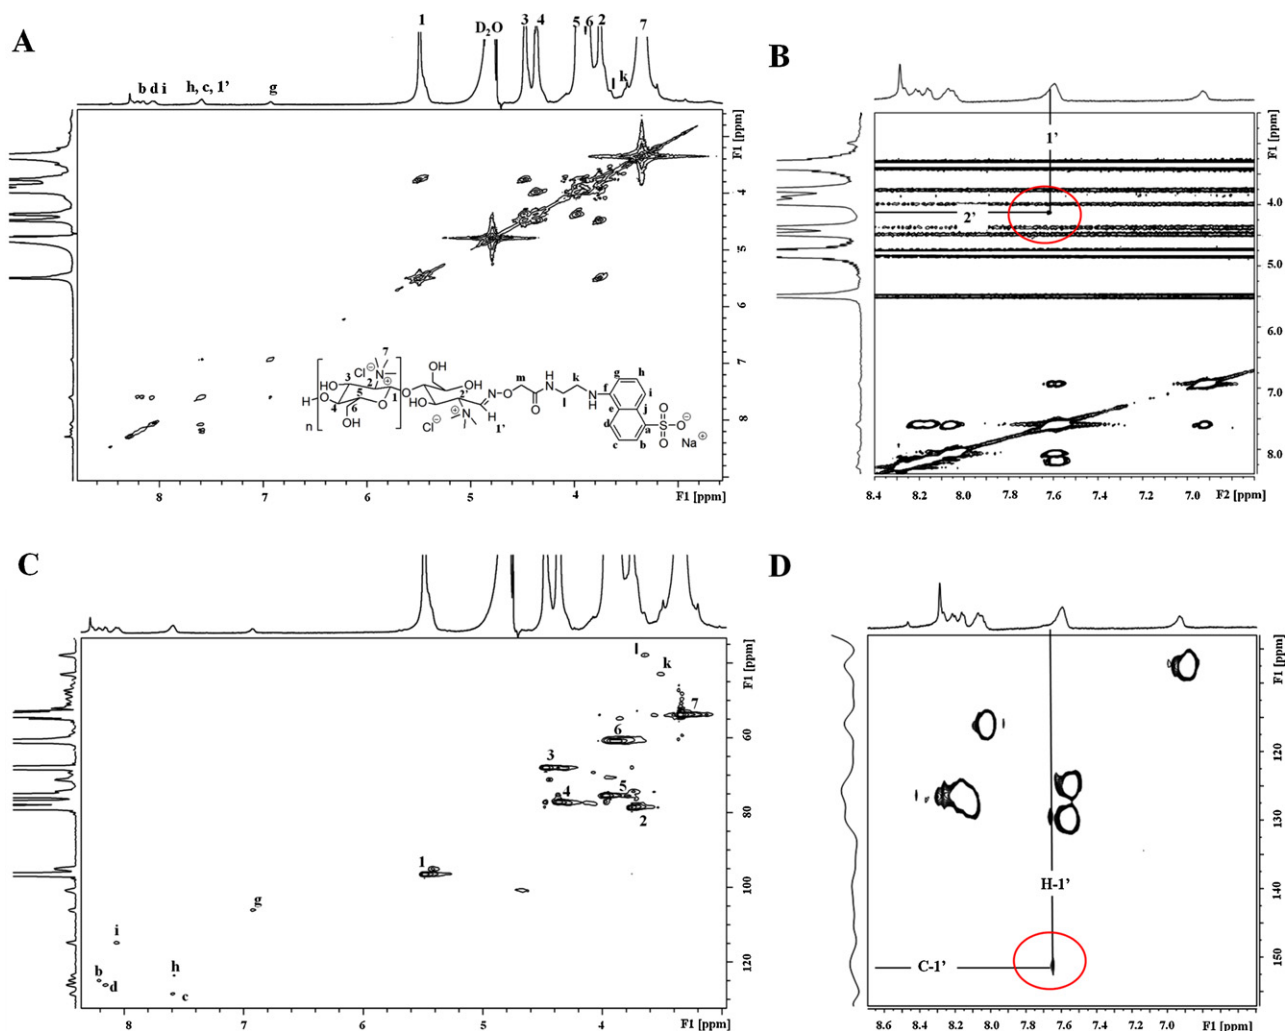 A
1 D₂O 3 4 5 6 2 7
b d i h, c, 1’ g l k
F1 [ppm]
4
5
6
7
8
7
Cl⊖ N ⊕
3 2
HO
H O 4 5 O 1
6
OH
n
OH
O OH
HO 2’
N ⊕
Cl⊖
H
1’
N O
m
O
H
N
k
l
N
H
g h
f i
e j
d a
c b
O
S O⊖
O
Na⊕
8 7 6 5 4 F1 [ppm]
B
1’
2’
F1 [ppm]
4.0
5.0
6.0
7.0
8.0
8.4 8.2 8.0 7.8 7.6 7.4 7.2 7.0 F2 [ppm]
C
l
k
7
6
3
5
4
2
1
g
i
b
d
h
c
F1 [ppm]
60
80
100
120
8 6 4 F1 [ppm]
D
H-1’
C-1’
F1 [ppm]
120
130
140
150
8.6 8.4 8.2 8.0 7.8 7.6 7.4 7.2 7.0 F1 [ppm]